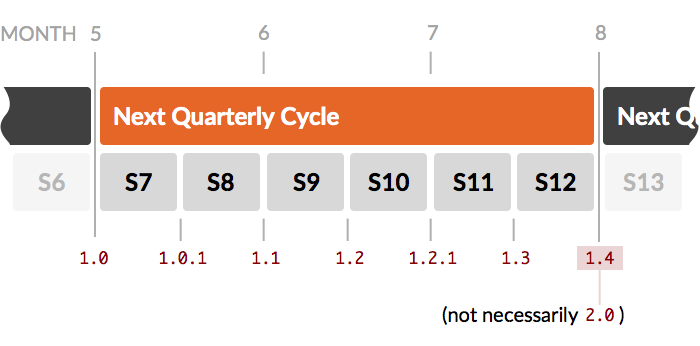 MONTH 5 6 7 8
Next Quarterly Cycle Next Q
S6 S7 S8 S9 S10 S11 S12 S13
1.0 1.0.1 1.1 1.2 1.2.1 1.3 1.4
(not necessarily 2.0)